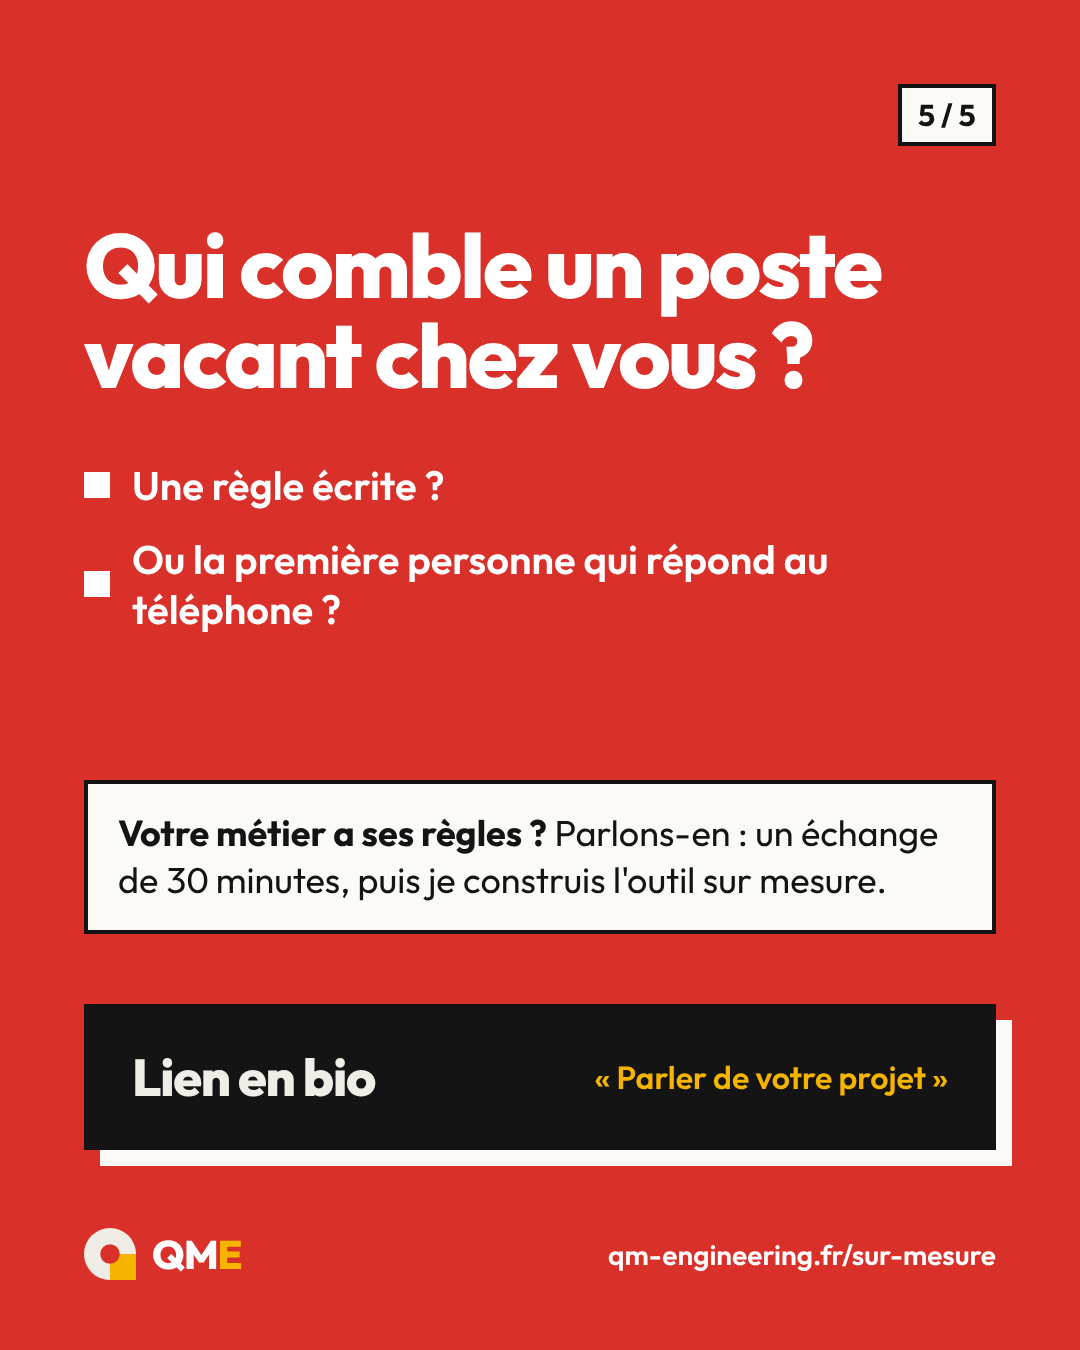 5 / 5
Qui comble un poste
vacant chez vous ?
Une règle écrite ?
Ou la première personne qui répond au
téléphone ?
Votre métier a ses règles ? Parlons-en : un échange
de 30 minutes, puis je construis l'outil sur mesure.
Lien en bio
« Parler de votre projet »
QME
qm-engineering.fr/sur-mesure